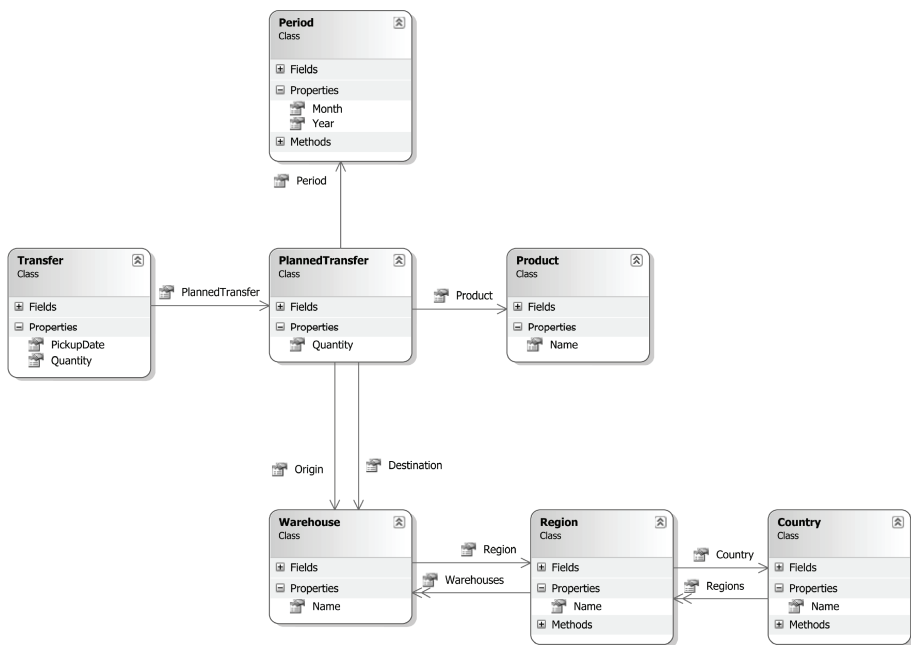 Period
Class
Fields
Properties
Month
Year
Methods
Period
Transfer
Class
Fields
Properties
PickupDate
Quantity
PlannedTransfer
PlannedTransfer
Class
Fields
Properties
Quantity
Product
Product
Class
Fields
Properties
Name
Origin
Destination
Warehouse
Class
Fields
Properties
Name
Region
Warehouses
Region
Class
Fields
Properties
Name
Methods
Country
Regions
Country
Class
Fields
Properties
Name
Methods